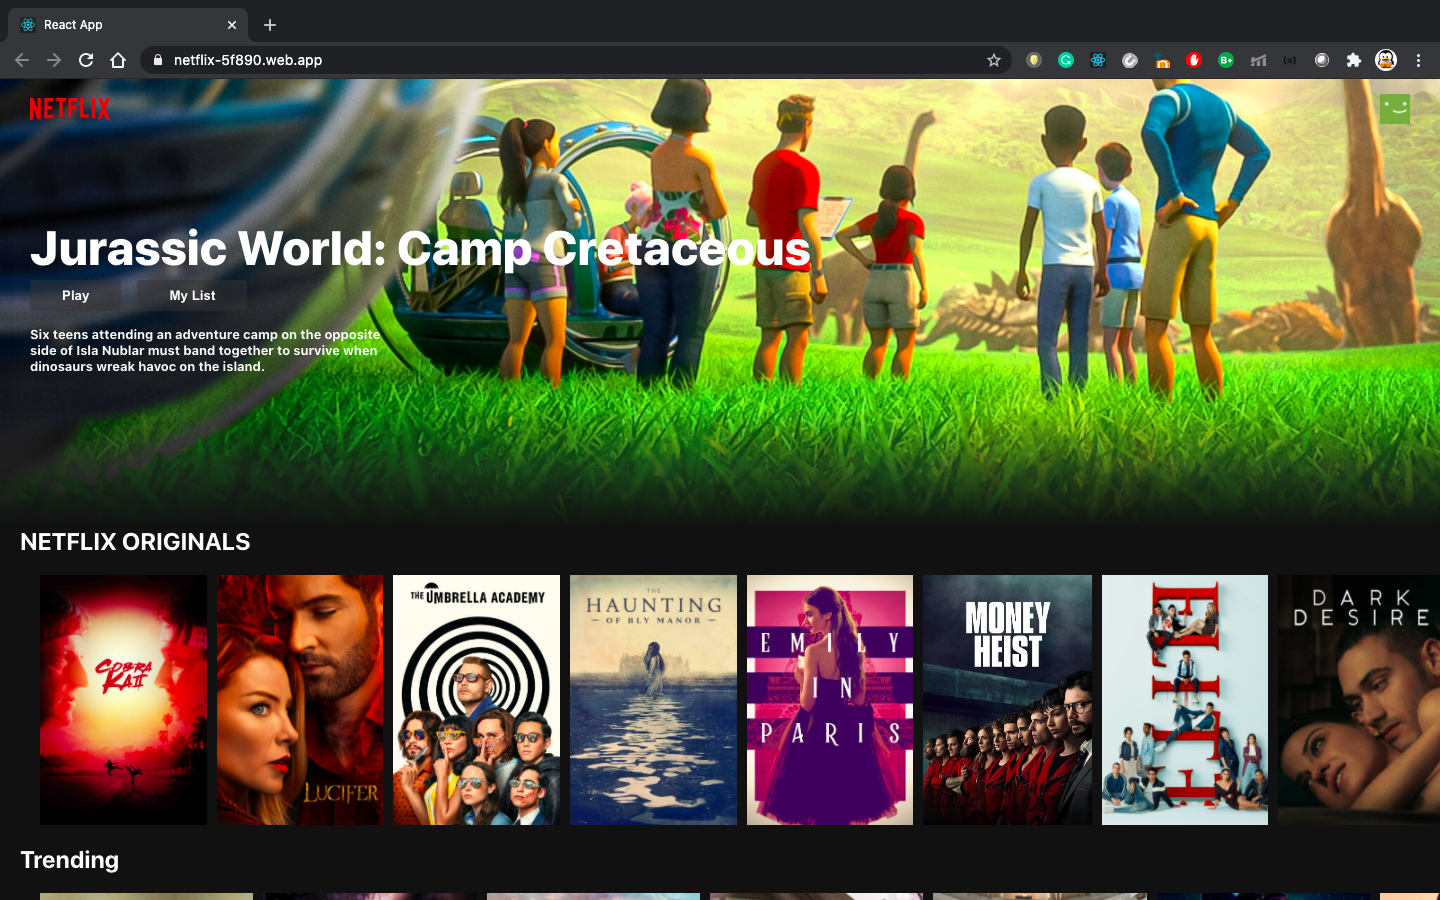 React App
netflix-5f890.web.app
NETFLIX
Jurassic World: Camp Cretaceous
Play
My List
Six teens attending an adventure camp on the opposite
side of Isla Nublar must band together to survive when
dinosaurs wreak havoc on the island.
NETFLIX ORIGINALS
COBRA
KAI
LUCIFER
THE UMBRELLA ACADEMY
THE
HAUNTING
OF BLY MANOR
EMILY
IN
PARIS
MONEY
HEIST
ELITE
DARK
DESIRE
Trending